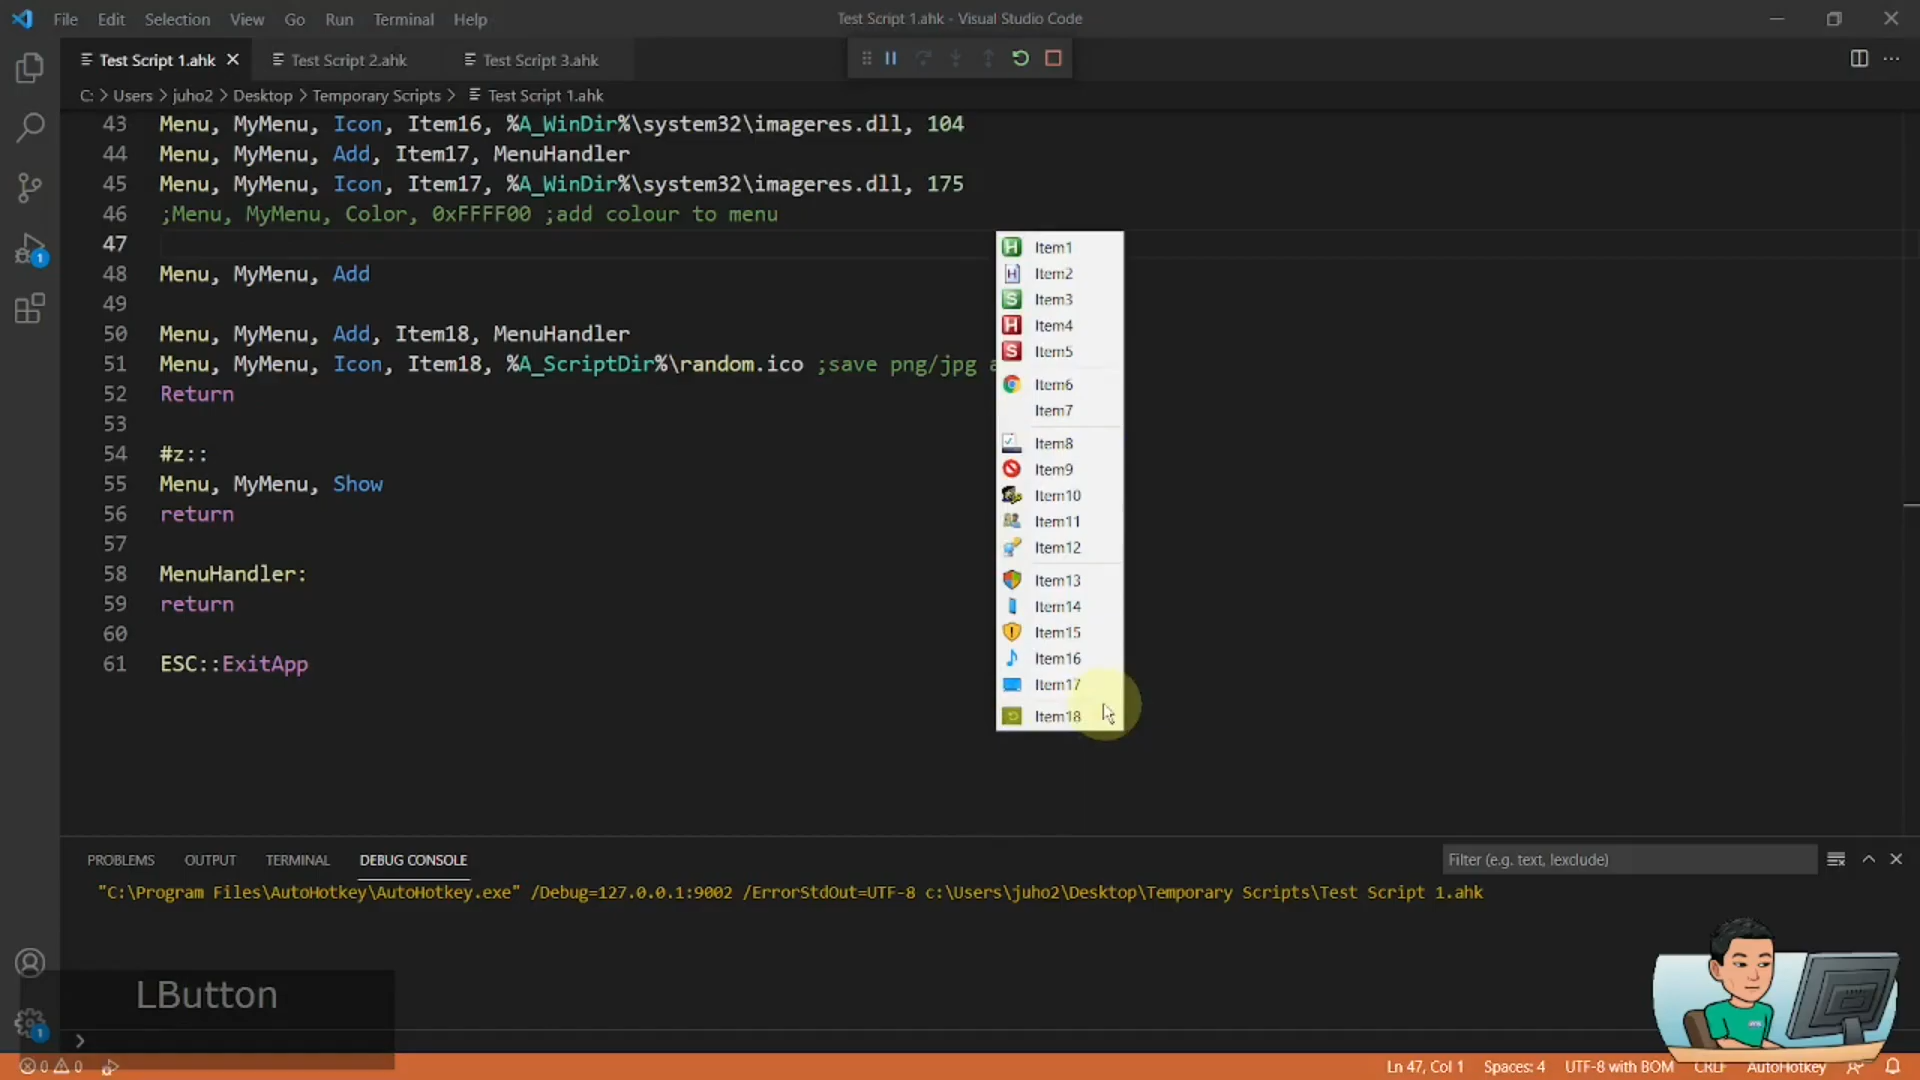 File Edit Selection View Go Run Terminal Help
Test Script 1.ahk - Visual Studio Code
Test Script 1.ahk Test Script 2.ahk Test Script 3.ahk
C: > Users > juho2 > Desktop > Temporary Scripts > Test Script 1.ahk
43 Menu, MyMenu, Icon, Item16, %A_WinDir%\system32\imageres.dll, 104
44 Menu, MyMenu, Add, Item17, MenuHandler
45 Menu, MyMenu, Icon, Item17, %A_WinDir%\system32\imageres.dll, 175
46 ;Menu, MyMenu, Color, 0xFFFF00 ;add colour to menu
47
48 Menu, MyMenu, Add
49
50 Menu, MyMenu, Add, Item18, MenuHandler
51 Menu, MyMenu, Icon, Item18, %A_ScriptDir%\random.ico ;save png/jpg a
52 Return
53
54 #z::
55 Menu, MyMenu, Show
56 return
57
58 MenuHandler:
59 return
60
61 ESC::ExitApp
Item1
Item2
Item3
Item4
Item5
Item6
Item7
Item8
Item9
Item10
Item11
Item12
Item13
Item14
Item15
Item16
Item17
Item18
PROBLEMS OUTPUT TERMINAL DEBUG CONSOLE
Filter (e.g. text, !exclude)
"C:\Program Files\AutoHotkey\AutoHotkey.exe" /Debug=127.0.0.1:9002 /ErrorStdOut=UTF-8 c:\Users\juho2\Desktop\Temporary Scripts\Test Script 1.ahk
LButton
0 0
Ln 47, Col 1 Spaces: 4 UTF-8 with BOM CRLF AutoHotkey